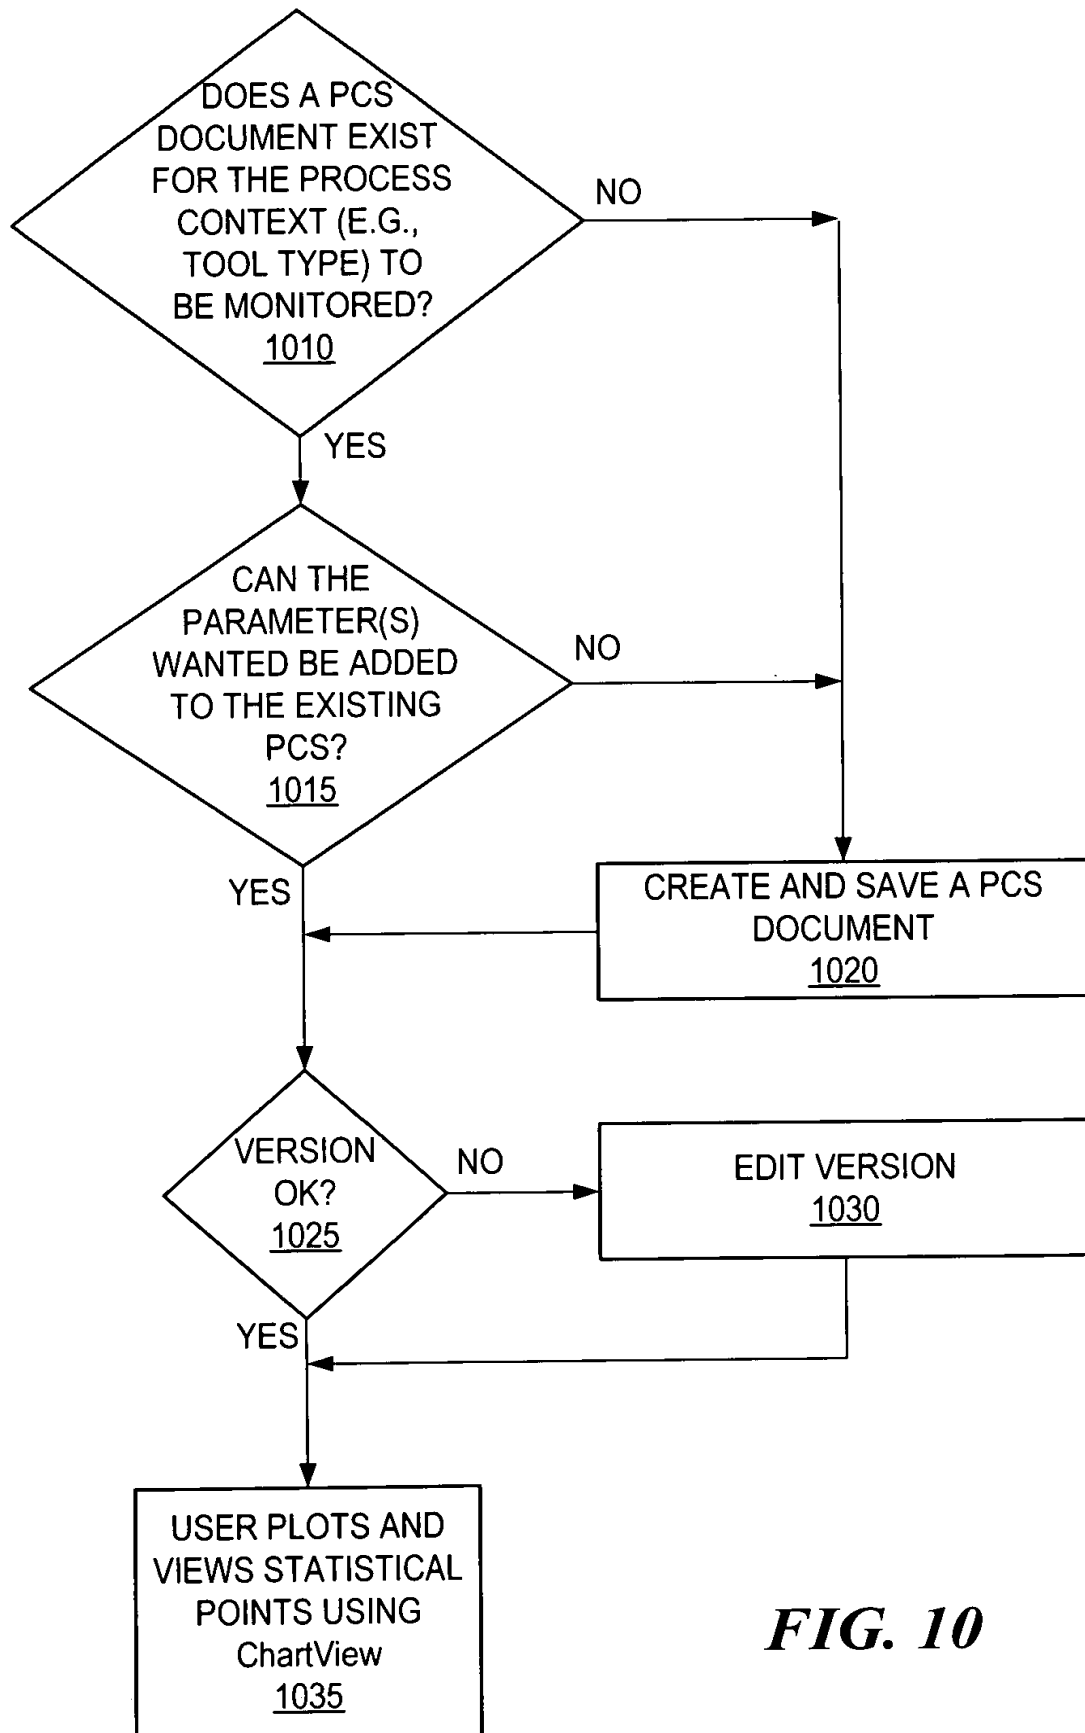 DOES A PCS
DOCUMENT EXIST
FOR THE PROCESS
CONTEXT (E.G.,
TOOL TYPE) TO
BE MONITORED?
1010
NO
YES
CAN THE
PARAMETER(S)
WANTED BE ADDED
TO THE EXISTING
PCS?
1015
NO
YES
CREATE AND SAVE A PCS
DOCUMENT
1020
VERSION
OK?
1025
NO
EDIT VERSION
1030
YES
USER PLOTS AND
VIEWS STATISTICAL
POINTS USING
ChartView
1035
FIG. 10